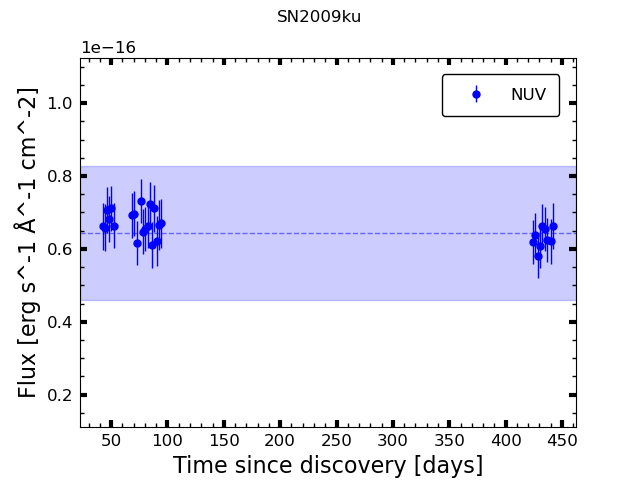 SN2009ku
1e−16
NUV
1.0
0.8
0.6
0.4
0.2
Flux [erg s^-1 Å^-1 cm^-2]
50 100 150 200 250 300 350 400 450
Time since discovery [days]